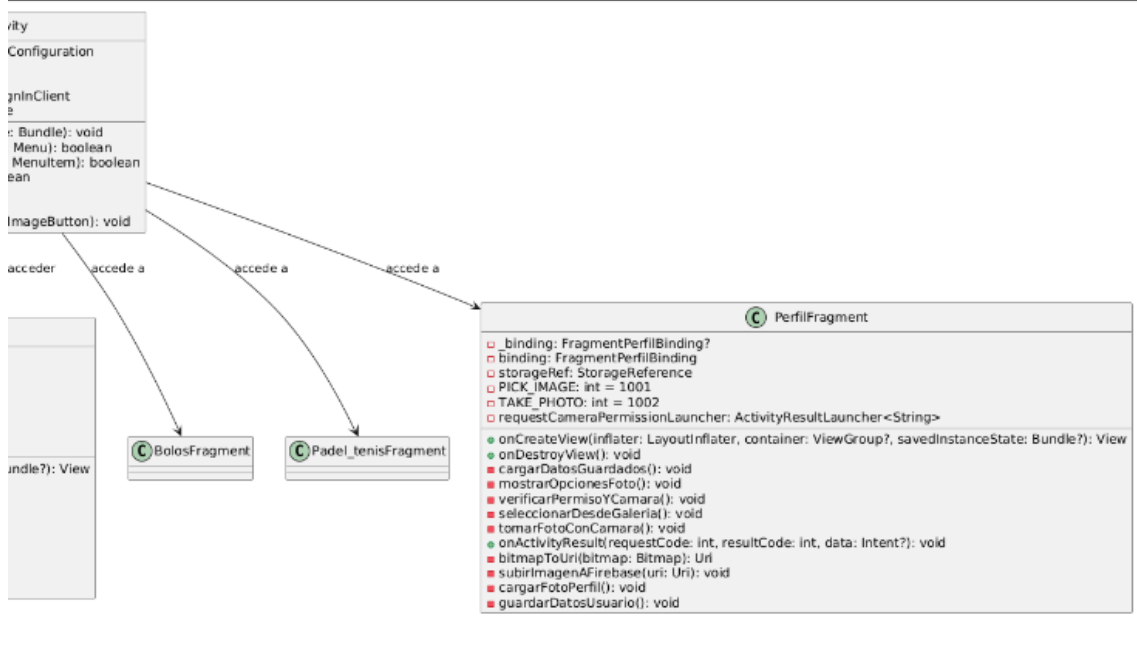 vity
Configuration
gnInClient
e
e: Bundle): void
Menu): boolean
MenuItem): boolean
ean
ImageButton): void
acceder
accede a
accede a
accede a
undle?): View
C BolosFragment
C Padel_tenisFragment
C PerfilFragment
_binding: FragmentPerfilBinding?
binding: FragmentPerfilBinding
storageRef: StorageReference
PICK_IMAGE: int = 1001
TAKE_PHOTO: int = 1002
requestCameraPermissionLauncher: ActivityResultLauncher<String>
onCreateView(inflater: LayoutInflater, container: ViewGroup?, savedInstanceState: Bundle?): View
onDestroyView(): void
cargarDatosGuardados(): void
mostrarOpcionesFoto(): void
verificarPermisoYCamara(): void
seleccionarDesdeGaleria(): void
tomarFotoConCamara(): void
onActivityResult(requestCode: int, resultCode: int, data: Intent?): void
bitmapToUri(bitmap: Bitmap): Uri
subirImagenAFirebase(uri: Uri): void
cargarFotoPerfil(): void
guardarDatosUsuario(): void